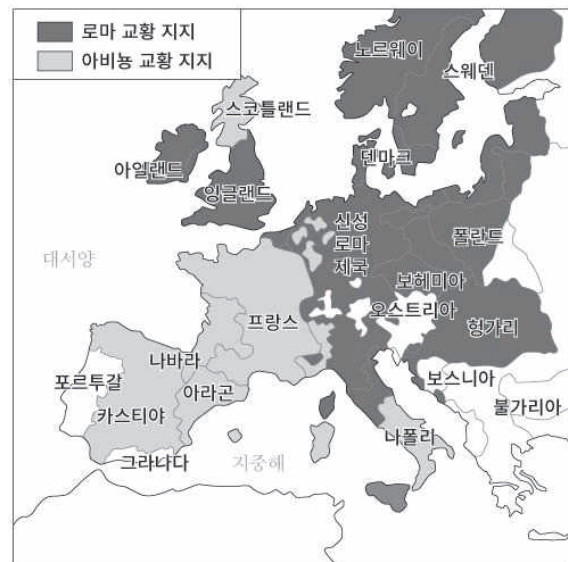 로마 교황 지지
아비뇽 교황 지지
노르웨이
스웨덴
스코틀랜드
아일랜드
잉글랜드
덴마크
신성
로마
제국
폴란드
대서양
보헤미아
오스트리아
프랑스
헝가리
나바라
포르투갈
아라곤
보스니아
카스티야
불가리아
나폴리
그라나다
지중해